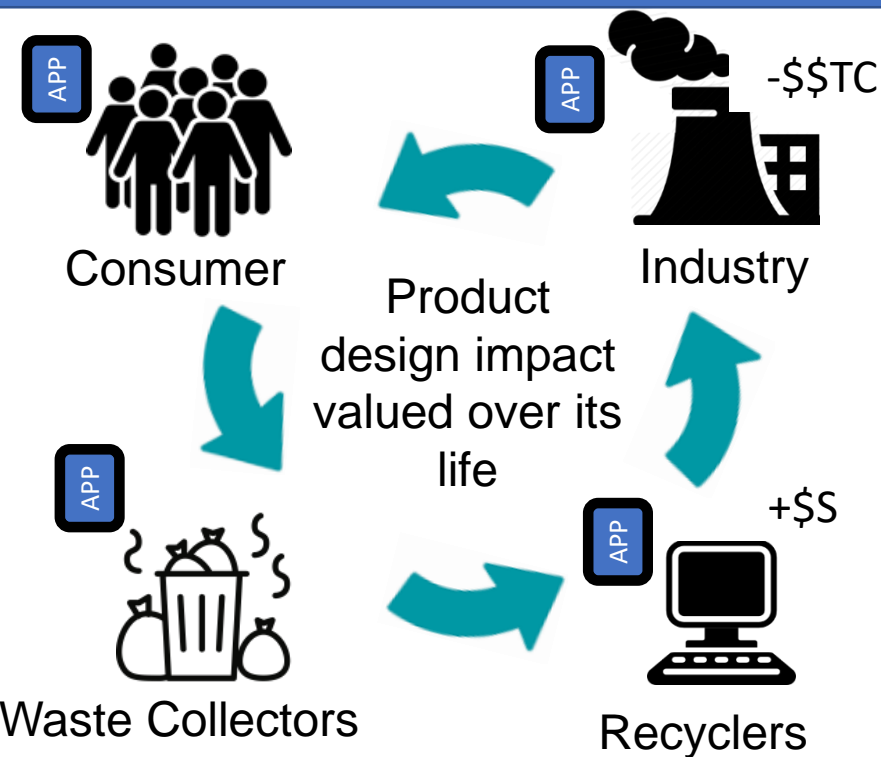 APP
APP
-$$TC
Consumer
Industry
Product
design impact
valued over its
life
APP
APP
+$S
Waste Collectors
Recyclers